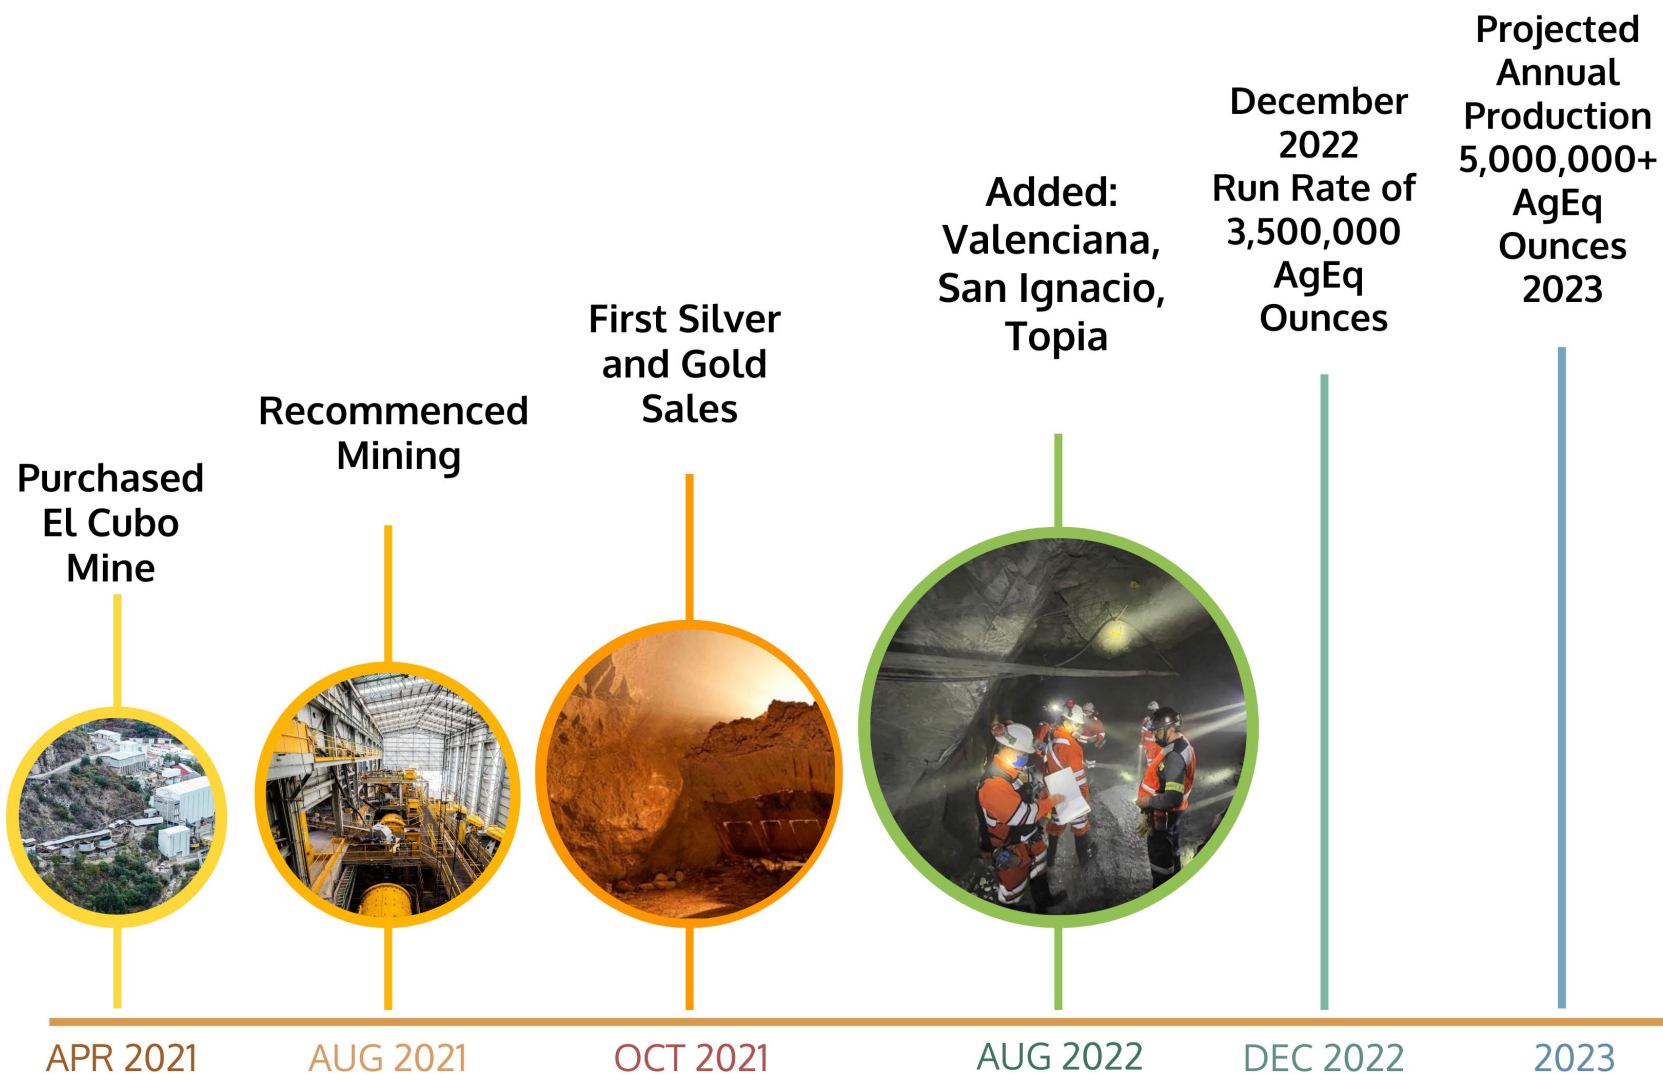 Purchased
El Cubo
Mine
Recommenced
Mining
First Silver
and Gold
Sales
Added:
Valenciana,
San Ignacio,
Topia
December
2022
Run Rate of
3,500,000
AgEq
Ounces
Projected
Annual
Production
5,000,000+
AgEq
Ounces
2023
APR 2021
AUG 2021
OCT 2021
AUG 2022
DEC 2022
2023